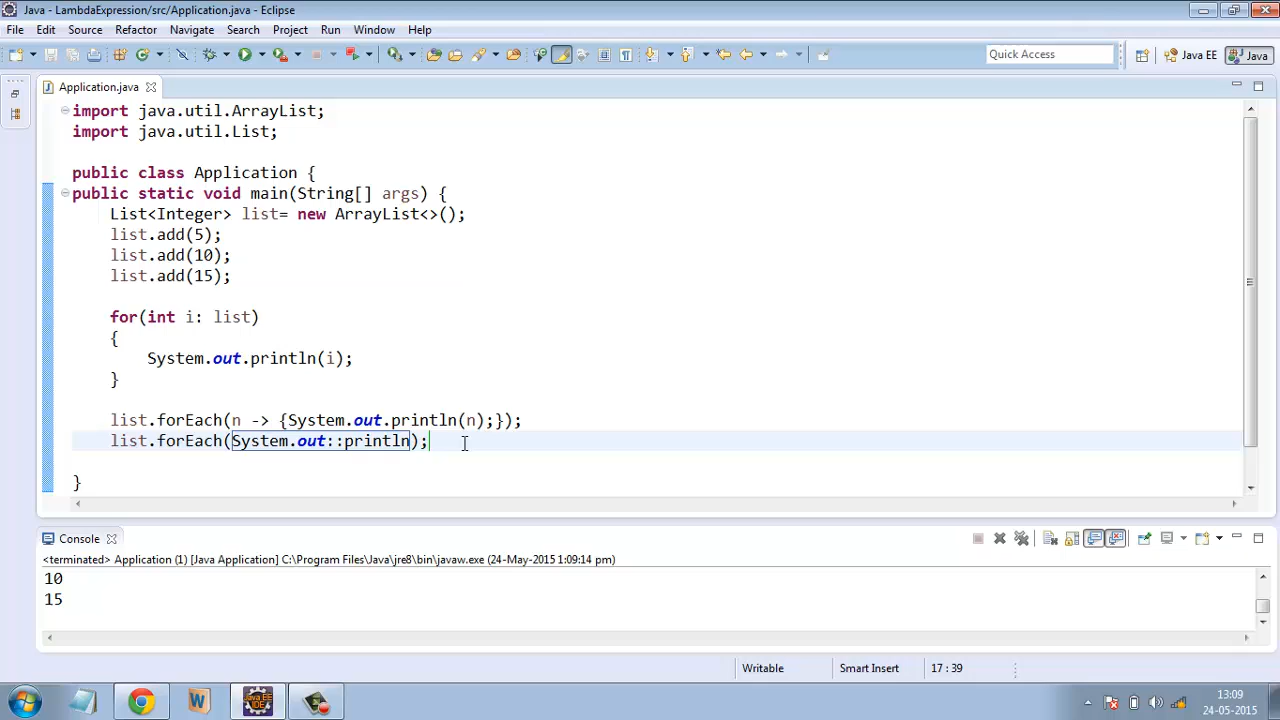 Java - LambdaExpression/src/Application.java - Eclipse
File Edit Source Refactor Navigate Search Project Run Window Help
Quick Access Java EE Java
Application.java
import java.util.ArrayList;
import java.util.List;
public class Application {
public static void main(String[] args) {
List<Integer> list= new ArrayList<>();
list.add(5);
list.add(10);
list.add(15);
for(int i: list)
{
System.out.println(i);
}
list.forEach(n -> {System.out.println(n);});
list.forEach(System.out::println);
}
Console
<terminated> Application (1) [Java Application] C:\Program Files\Java\jre8\bin\javaw.exe (24-May-2015 1:09:14 pm)
10
15
Writable Smart Insert 17 : 39
Java EE IDE
13:09
24-05-2015